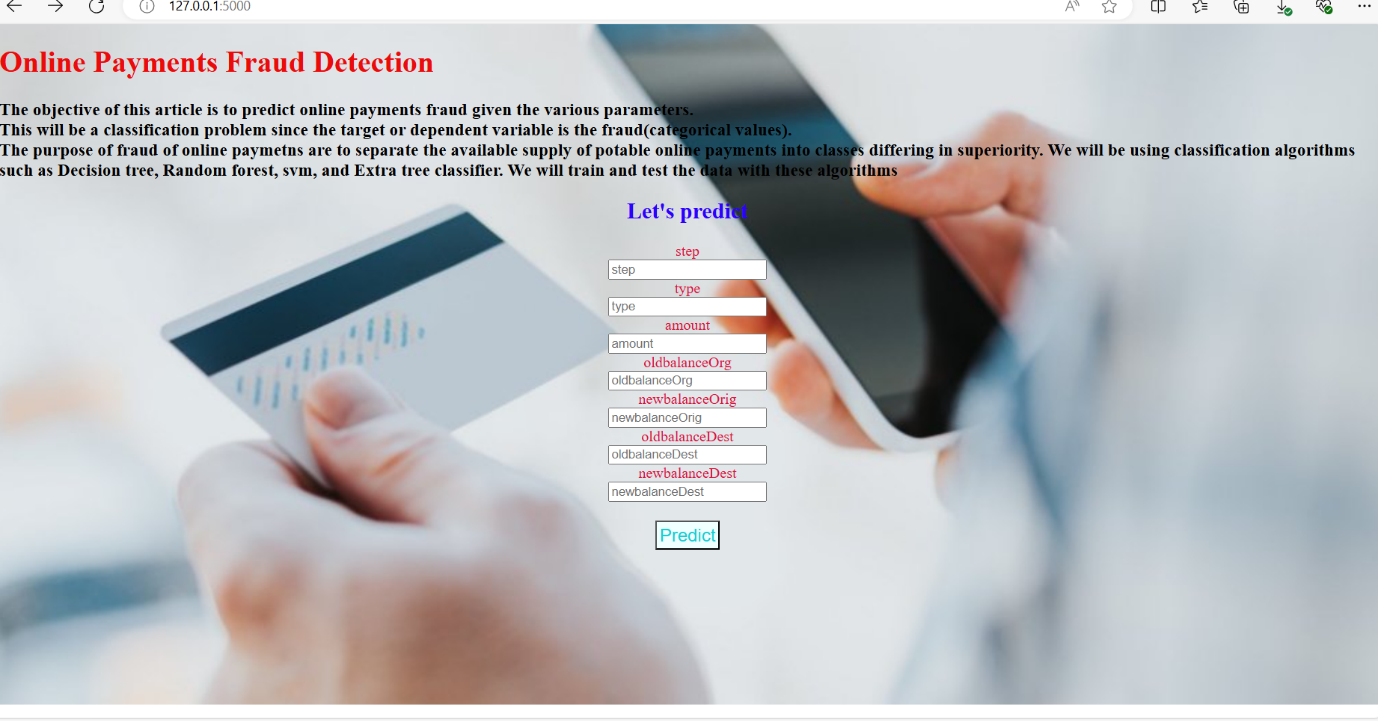 127.0.0.1:5000
Online Payments Fraud Detection
The objective of this article is to predict online payments fraud given the various parameters.
This will be a classification problem since the target or dependent variable is the fraud(categorical values).
The purpose of fraud of online paymetns are to separate the available supply of potable online payments into classes differing in superiority. We will be using classification algorithms
such as Decision tree, Random forest, svm, and Extra tree classifier. We will train and test the data with these algorithms
Let's predict
step
step
type
type
amount
amount
oldbalanceOrg
oldbalanceOrg
newbalanceOrig
newbalanceOrig
oldbalanceDest
oldbalanceDest
newbalanceDest
newbalanceDest
Predict